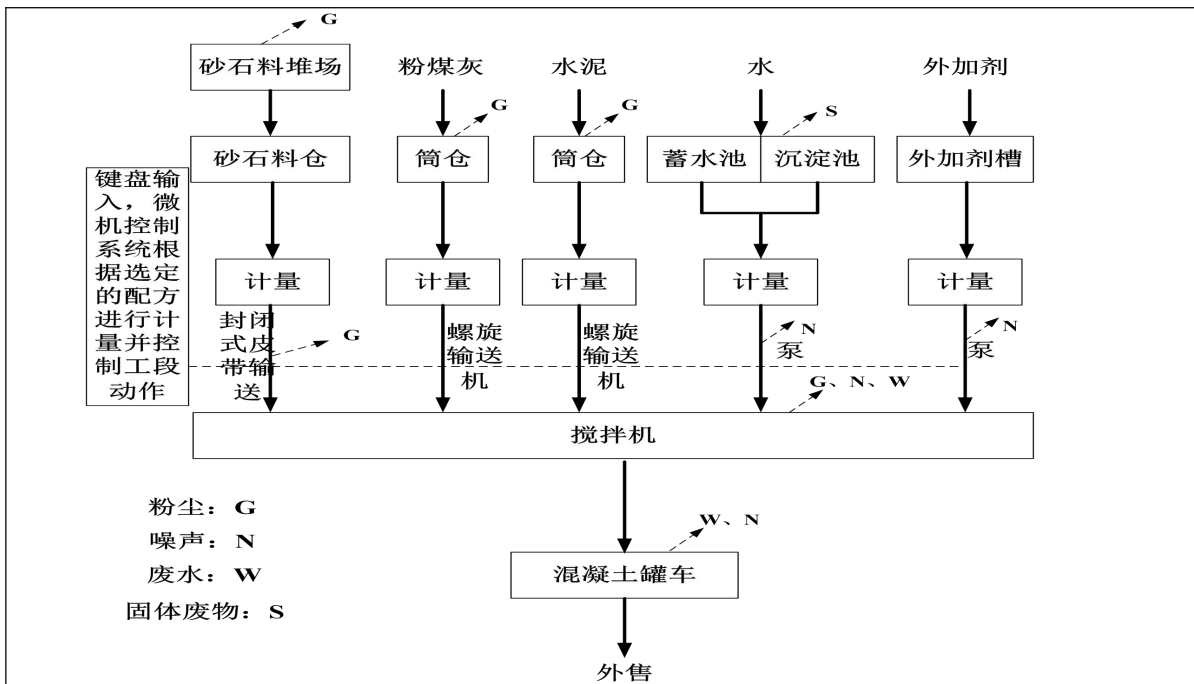 G
砂石料堆场
粉煤灰
水泥
水
外加剂
G
G
S
砂石料仓
筒仓
筒仓
蓄水池
沉淀池
外加剂槽
键盘输
入，微
机控制
系统根
据选定
的配方
进行计
量并控
制工段
动作
计量
计量
计量
计量
计量
封闭
式皮
带输
送
G
螺旋
输送
机
螺旋
输送
机
N
泵
N
泵
G、N、W
搅拌机
粉尘：G
噪声：N
废水：W
固体废物：S
W、N
混凝土罐车
外售